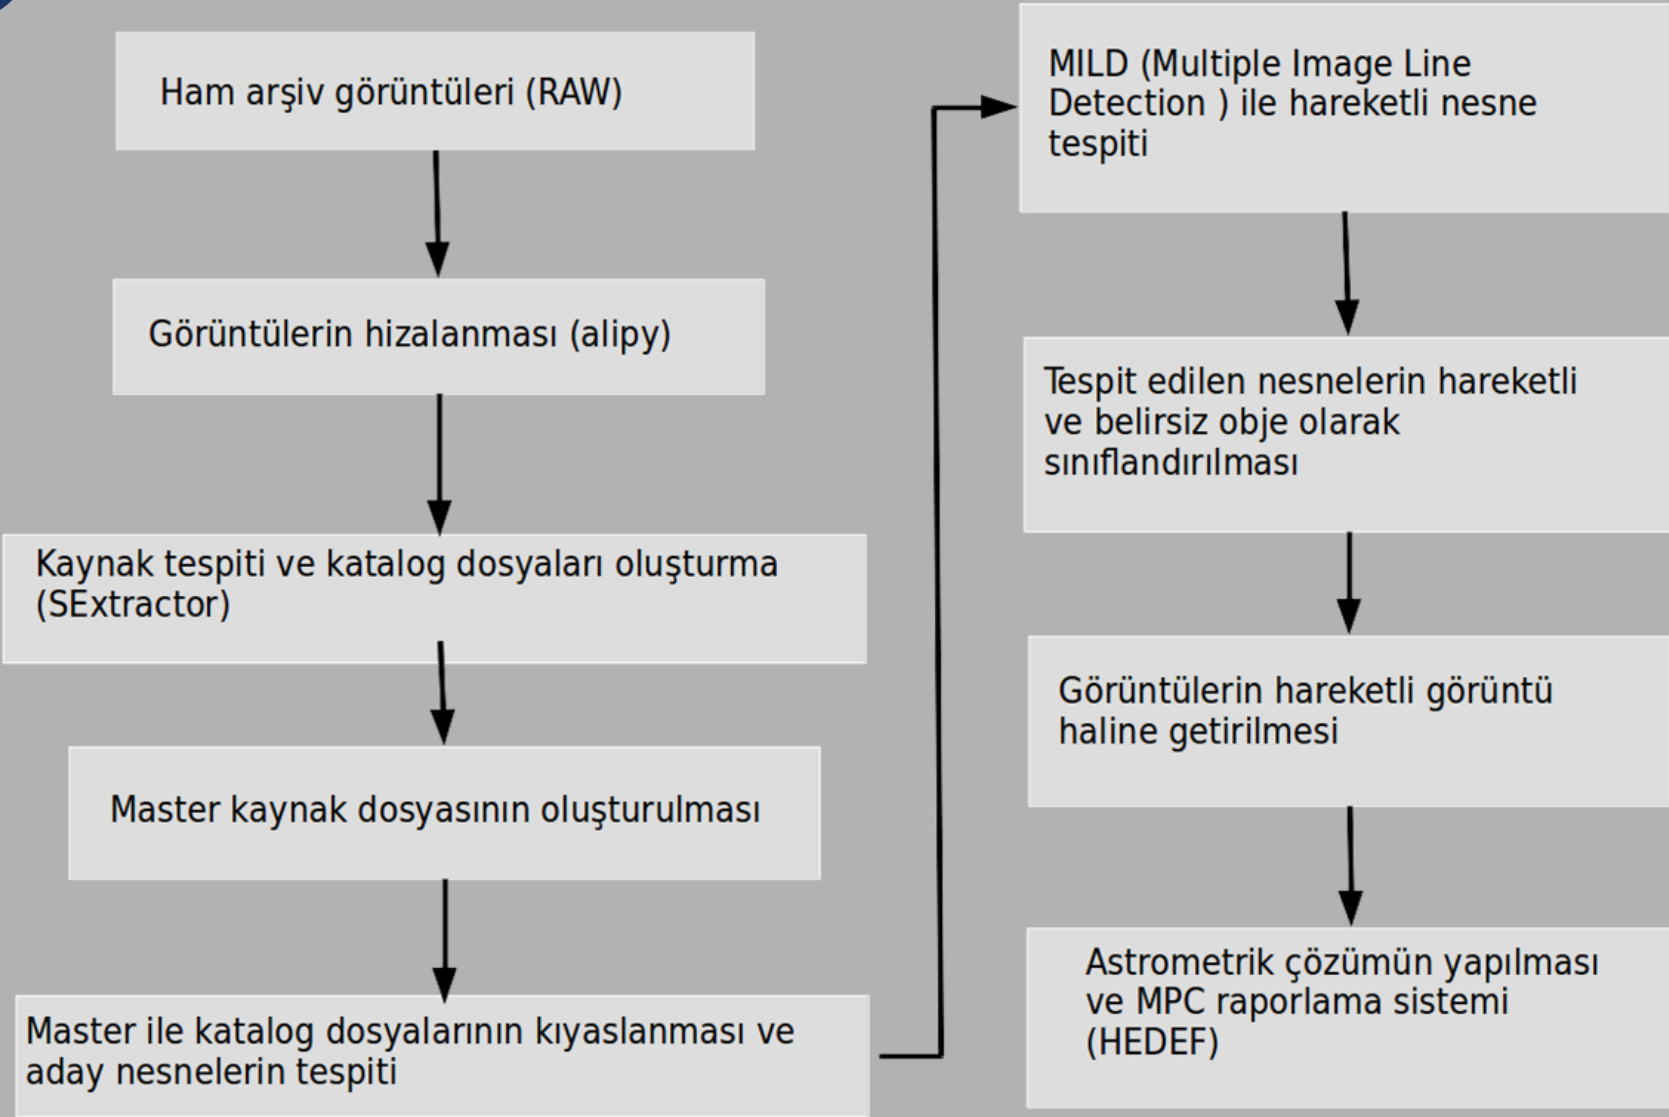 Ham arşiv görüntüleri (RAW)
Görüntülerin hizalanması (alipy)
Kaynak tespiti ve katalog dosyaları oluşturma
(SExtractor)
Master kaynak dosyasının oluşturulması
Master ile katalog dosyalarının kıyaslanması ve
aday nesnelerin tespiti
MILD (Multiple Image Line
Detection ) ile hareketli nesne
tespiti
Tespit edilen nesnelerin hareketli
ve belirsiz obje olarak
sınıflandırılması
Görüntülerin hareketli görüntü
haline getirilmesi
Astrometrik çözümün yapılması
ve MPC raporlama sistemi
(HEDEF)